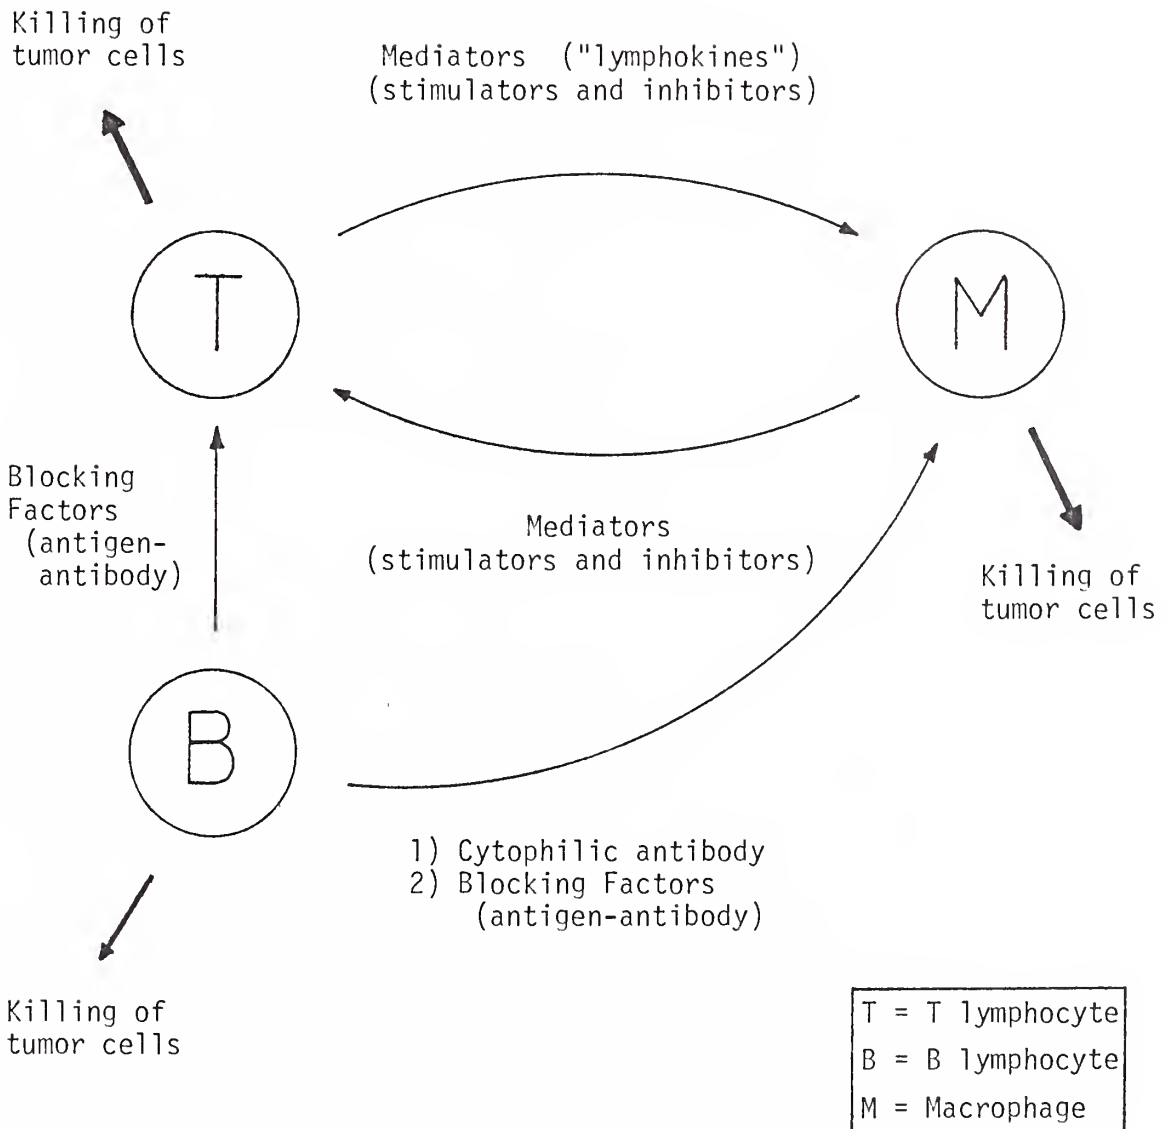 Killing of
tumor cells
Mediators ("lymphokines")
(stimulators and inhibitors)
T
M
Blocking
Factors
(antigen-
antibody)
Mediators
(stimulators and inhibitors)
Killing of
tumor cells
B
1) Cytophilic antibody
2) Blocking Factors
(antigen-antibody)
Killing of
tumor cells
T = T lymphocyte
B = B lymphocyte
M = Macrophage